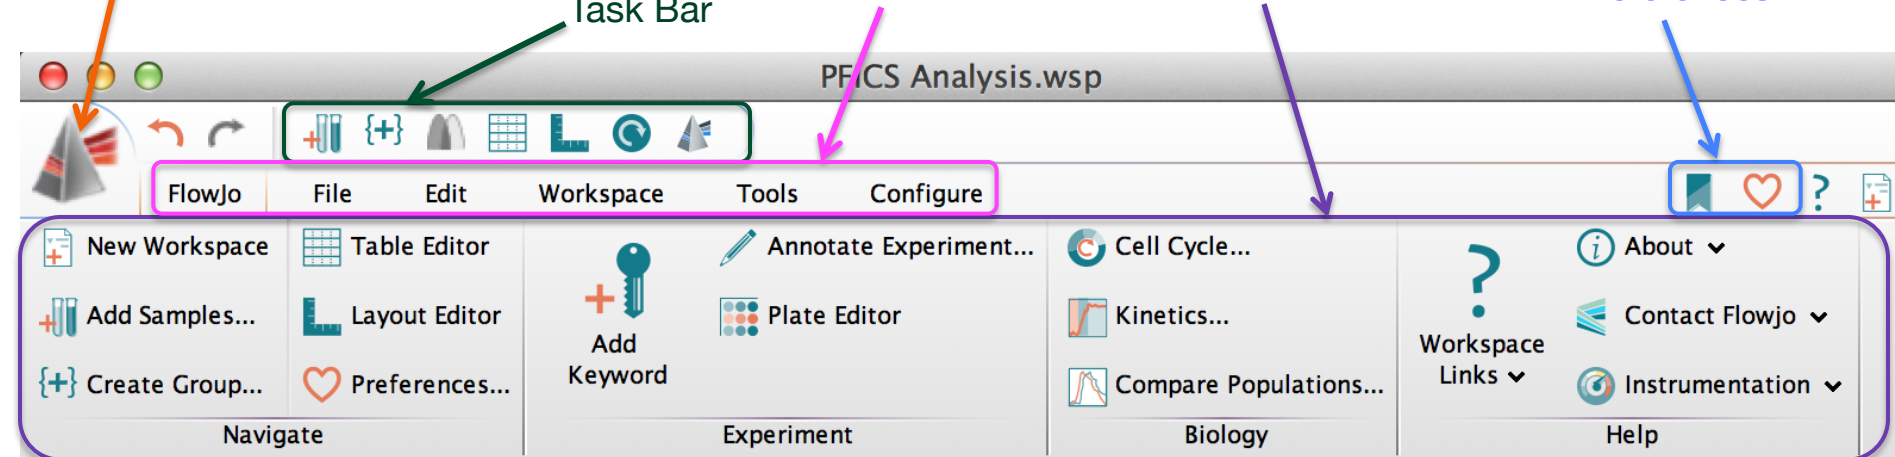 Task Bar
PFICS Analysis.wsp
{+}
FlowJo File Edit Workspace Tools Configure ?
New Workspace Table Editor Annotate Experiment... Cell Cycle... About
Add Samples... Layout Editor Plate Editor Kinetics... Contact Flowjo
Add Keyword
Workspace Links
{+} Create Group... Preferences... Compare Populations... Instrumentation
Navigate Experiment Biology Help